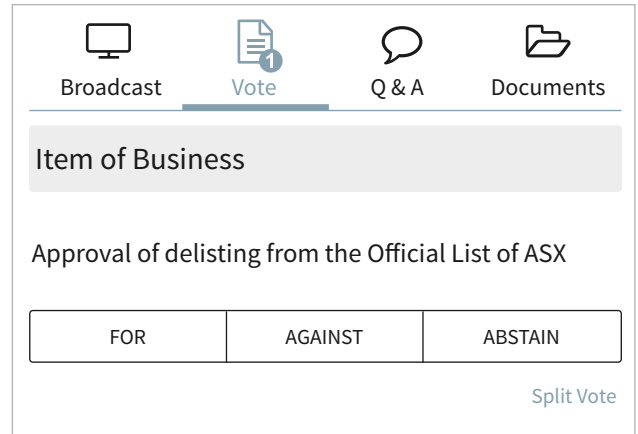 1
Broadcast Vote Q & A Documents
Item of Business
Approval of delisting from the Official List of ASX
FOR AGAINST ABSTAIN
Split Vote